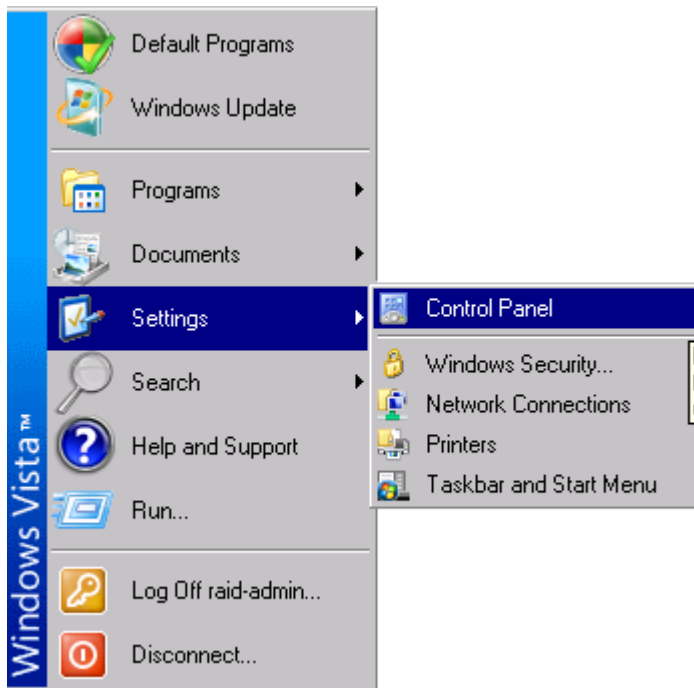 Default Programs
Windows Update
Programs
Documents
Settings
Search
Help and Support
Run...
Log Off raid-admin...
Disconnect...
Control Panel
Windows Security...
Network Connections
Printers
Taskbar and Start Menu
Windows Vista™